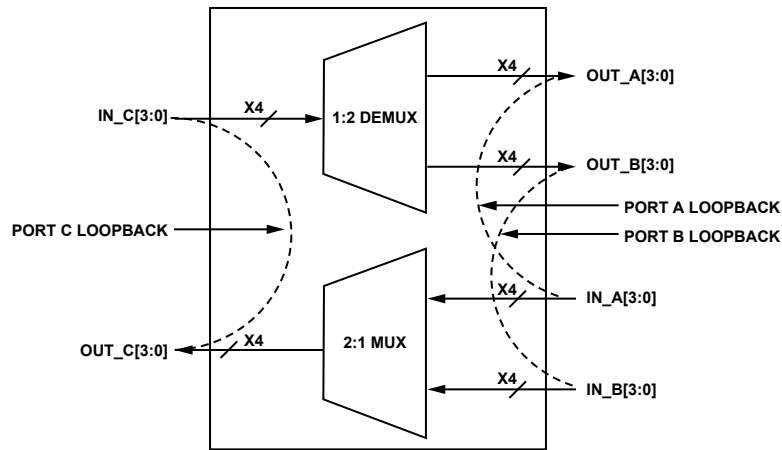 X4
X4
OUT_A[3:0]
IN_C[3:0]
1:2 DEMUX
X4
OUT_B[3:0]
PORT A LOOPBACK
PORT C LOOPBACK
PORT B LOOPBACK
X4
IN_A[3:0]
X4
OUT_C[3:0]
2:1 MUX
X4
IN_B[3:0]